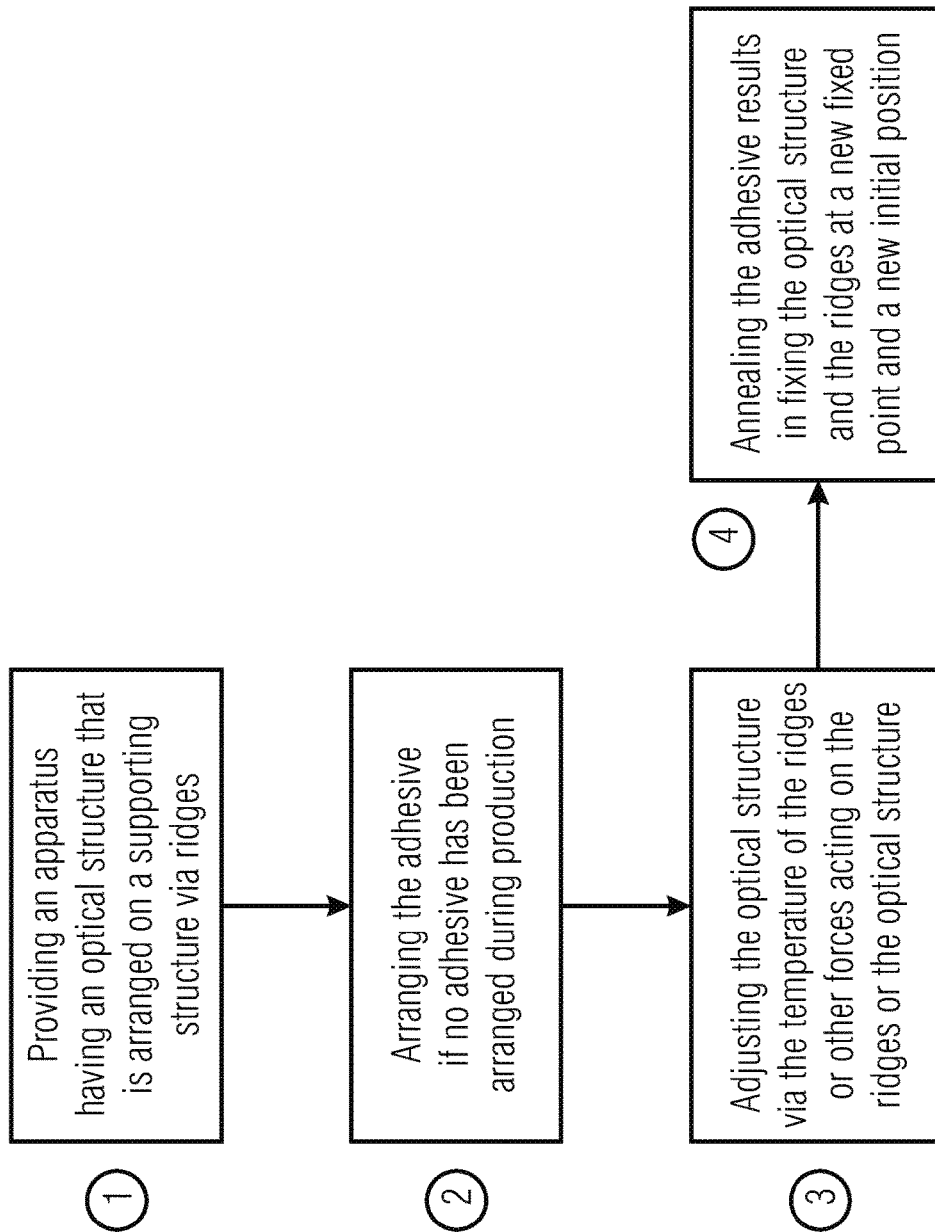 1
Providing an apparatus
having an optical structure that
is arranged on a supporting
structure via ridges
2
Arranging the adhesive
if no adhesive has been
arranged during production
3
Adjusting the optical structure
via the temperature of the ridges
or other forces acting on the
ridges or the optical structure
4
Annealing the adhesive results
in fixing the optical structure
and the ridges at a new fixed
point and a new initial position